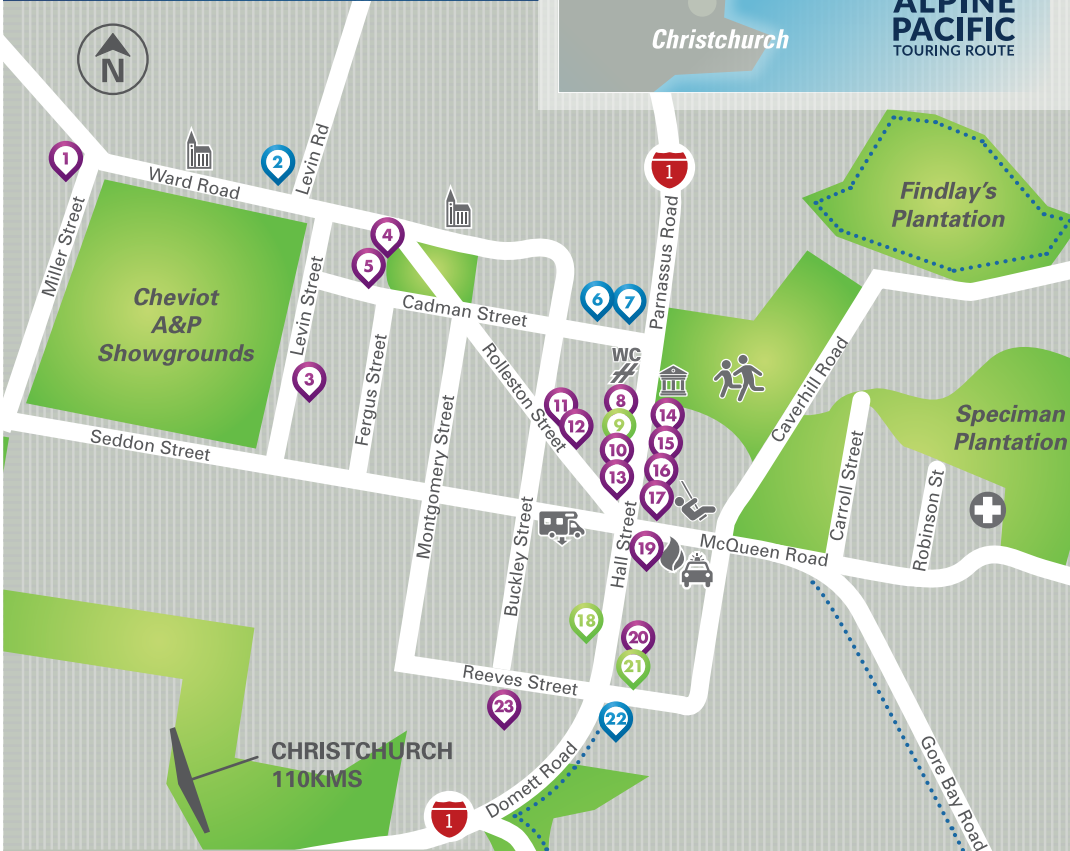 ALPINE
PACIFIC
TOURING ROUTE
Christchurch
N
1
Levin Rd
2
1
Ward Road
Findlay's
Plantation
Miller Street
4
5
Parnassus Road
Levin Street
Cheviot
A&P
Showgrounds
Cadman Street
6
7
3
Fergus Street
Rolleston Street
WC
Caverhill Road
8
11
9
12
10
13
14
15
16
17
Speciman
Plantation
Seddon Street
Montgomery Street
Buckley Street
Hall Street
Carroll Street
Robinson St
McQueen Road
19
18
20
21
Reeves Street
23
22
CHRISTCHURCH
110KMS
Domett Road
1
Gore Bay Road